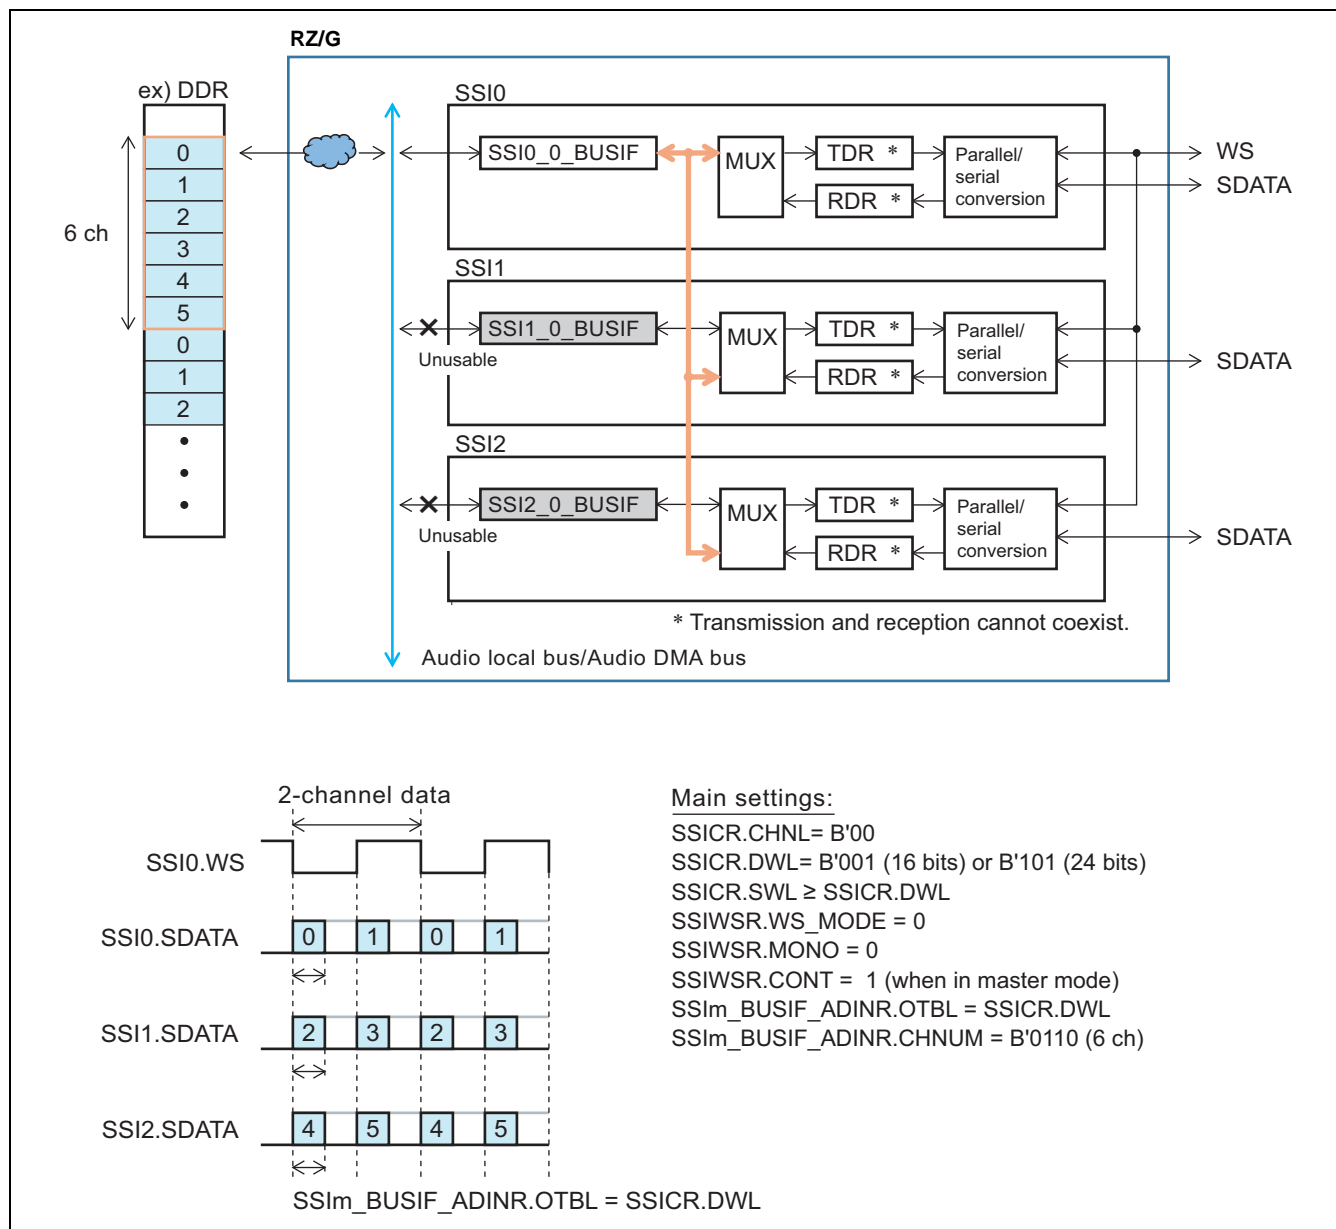 RZ/G
ex) DDR
SSI0
0
1
2
3
4
5
0
1
2
•
•
•
6 ch
SSI0_0_BUSIF
MUX
TDR *
RDR *
Parallel/
serial
conversion
WS
SDATA
SSI1
Unusable
SSI1_0_BUSIF
MUX
TDR *
RDR *
Parallel/
serial
conversion
SDATA
SSI2
Unusable
SSI2_0_BUSIF
MUX
TDR *
RDR *
Parallel/
serial
conversion
SDATA
* Transmission and reception cannot coexist.
Audio local bus/Audio DMA bus
2-channel data
SSI0.WS
SSI0.SDATA
0 1 0 1
SSI1.SDATA
2 3 2 3
SSI2.SDATA
4 5 4 5
SSIm_BUSIF_ADINR.OTBL = SSICR.DWL
Main settings:
SSICR.CHNL= B'00
SSICR.DWL= B'001 (16 bits) or B'101 (24 bits)
SSICR.SWL ≥ SSICR.DWL
SSIWSR.WS_MODE = 0
SSIWSR.MONO = 0
SSIWSR.CONT = 1 (when in master mode)
SSIm_BUSIF_ADINR.OTBL = SSICR.DWL
SSIm_BUSIF_ADINR.CHNUM = B'0110 (6 ch)